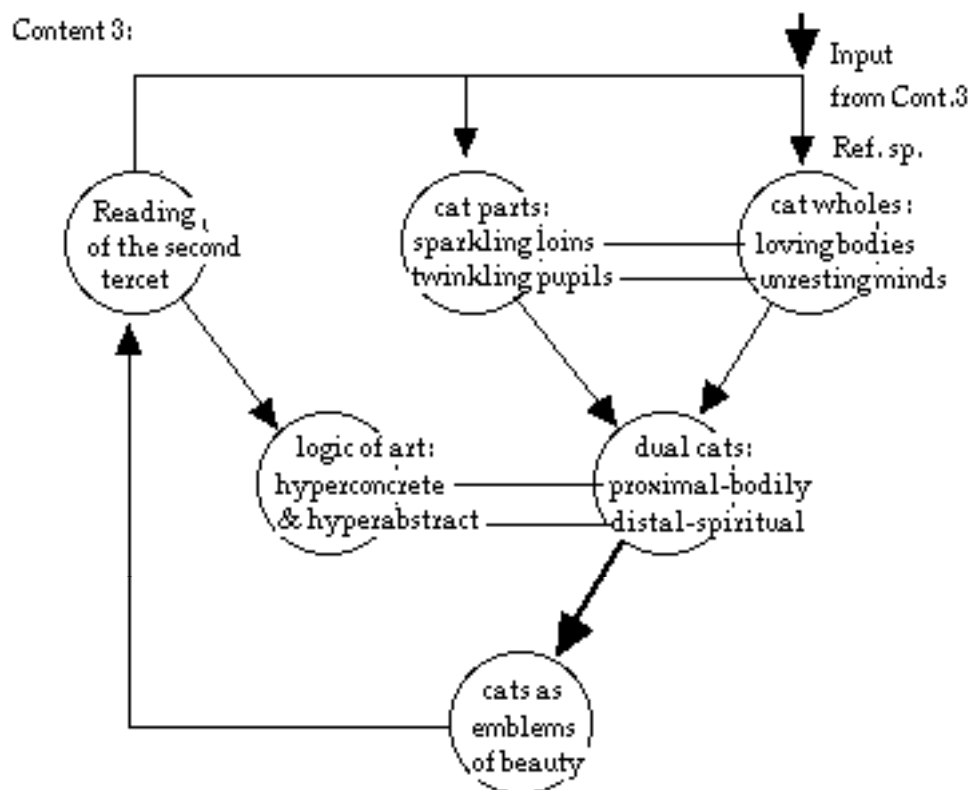 Content 3:
Input
from Cont.3
Ref. sp.
Reading
of the second
tercet
cat parts:
sparkling loins
twinkling pupils
cat wholes:
loving bodies
unresting minds
logic of art:
hyperconcrete
& hyperabstract
dual cats:
proximal-bodily
distal-spiritual
cats as
emblems
of beauty